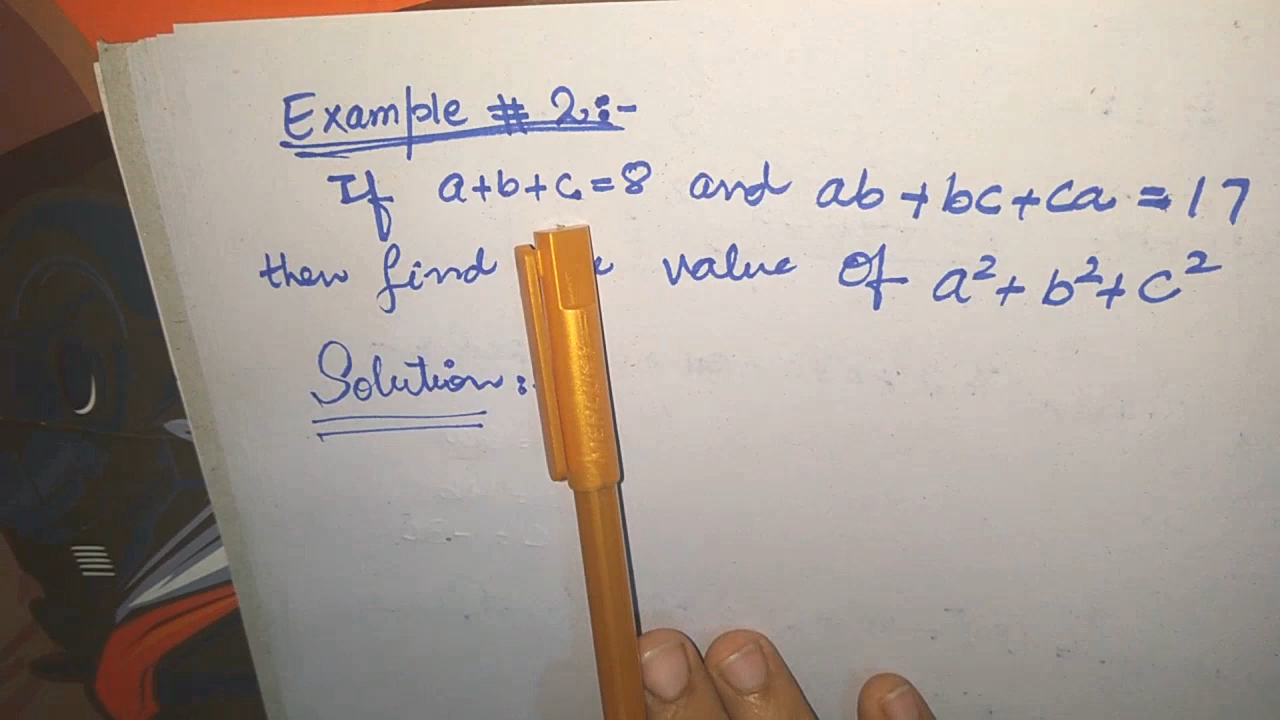 Example # 2:-
If a+b+c=8 and ab+bc+ca=17
then find value of a²+b²+c²
Solution: